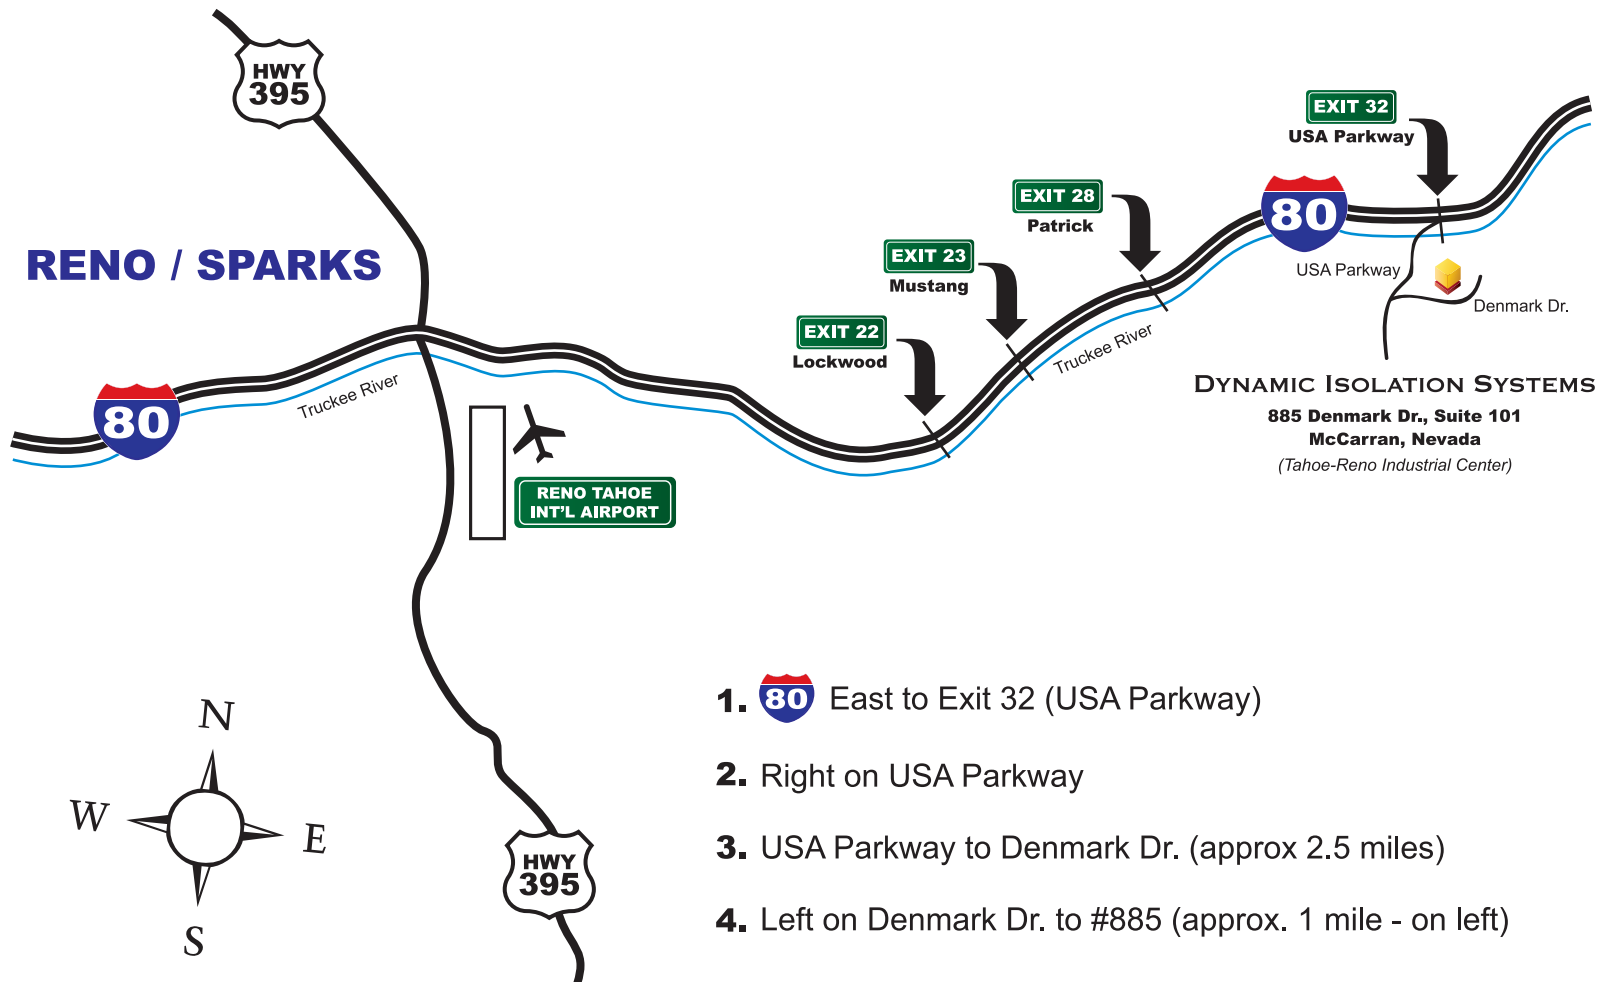 HWY
395
EXIT 32
USA Parkway
EXIT 28
Patrick
80
EXIT 23
Mustang
RENO / SPARKS
USA Parkway
Denmark Dr.
EXIT 22
Lockwood
Truckee River
Truckee River
80
DYNAMIC ISOLATION SYSTEMS
885 Denmark Dr., Suite 101
McCarran, Nevada
(Tahoe-Reno Industrial Center)
RENO TAHOE
INT'L AIRPORT
1. 80 East to Exit 32 (USA Parkway)
2. Right on USA Parkway
3. USA Parkway to Denmark Dr. (approx 2.5 miles)
4. Left on Denmark Dr. to #885 (approx. 1 mile - on left)
N
W
E
S
HWY
395